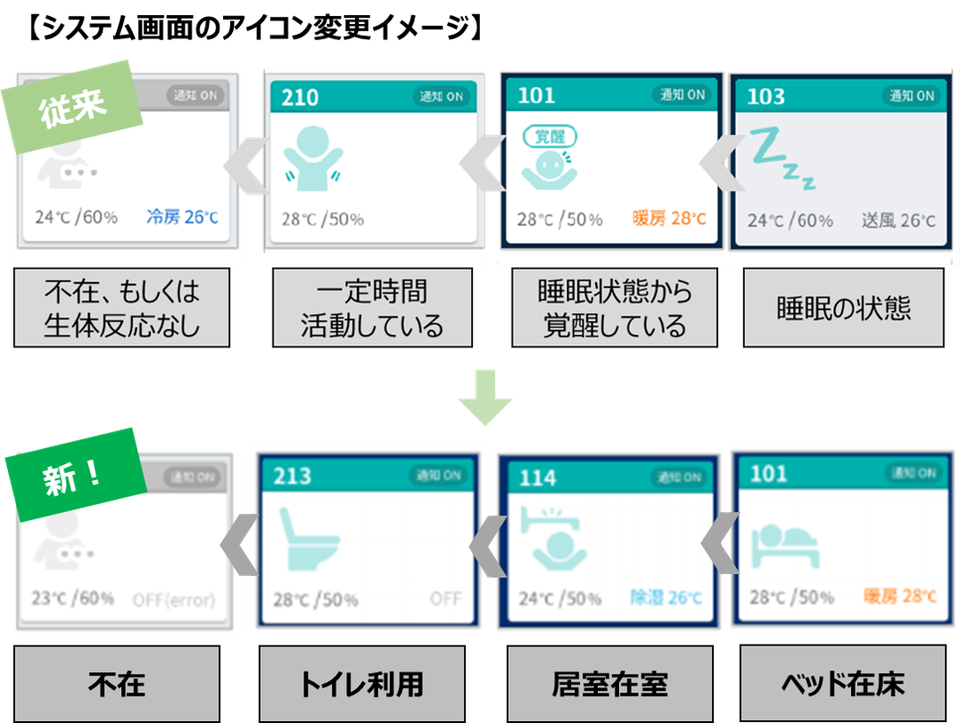 【システム画面のアイコン変更イメージ】
従来
通知 ON
24℃/60% 冷房 26℃
210 通知 ON
28℃/50%
101 通知 ON
覚醒
28℃/50% 暖房 28℃
103 通知 ON
Zzz
24℃/60% 送風 26℃
不在、もしくは
生体反応なし
一定時間
活動している
睡眠状態から
覚醒している
睡眠の状態
新！
通知 ON
23℃/60% OFF(error)
213 通知 ON
28℃/50% OFF
114 通知 ON
24℃/50% 除湿 26℃
101 通知 ON
28℃/50% 暖房 28℃
不在
トイレ利用
居室在室
ベッド在床